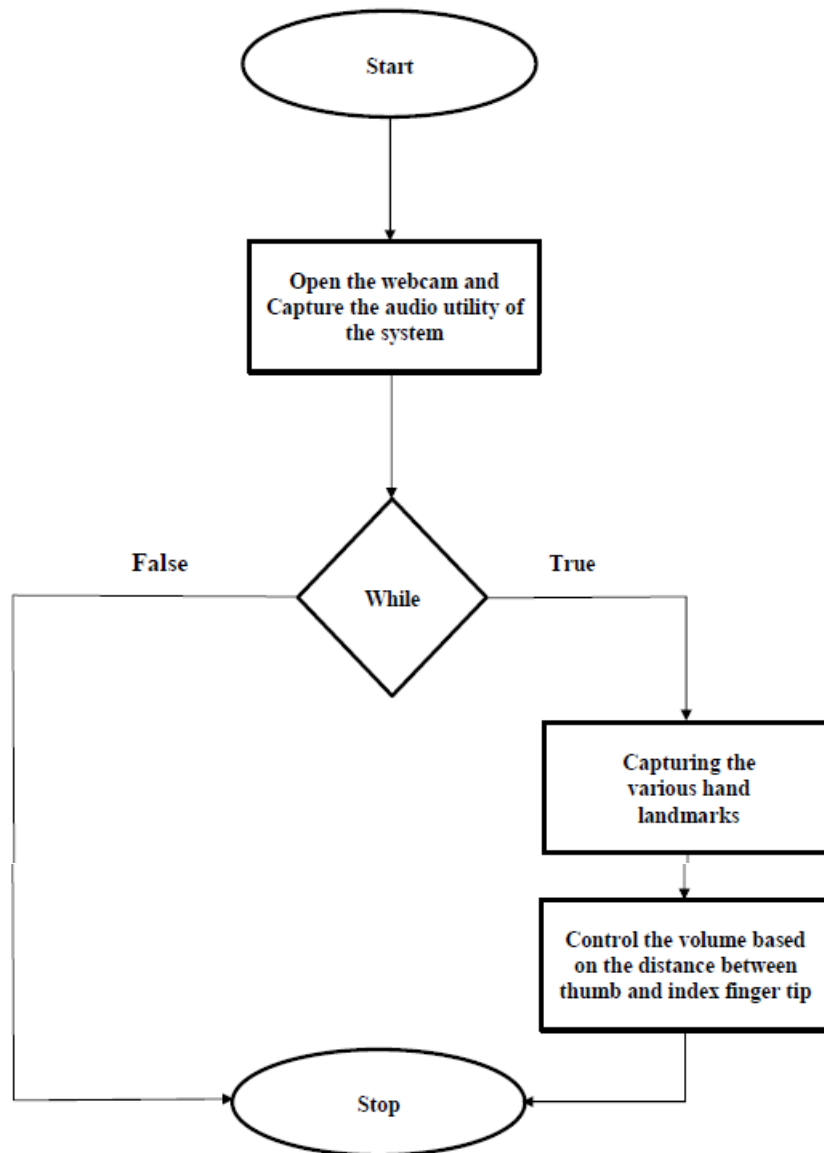 Start
Open the webcam and
Capture the audio utility of
the system
False
True
While
Capturing the
various hand
landmarks
Control the volume based
on the distance between
thumb and index finger tip
Stop